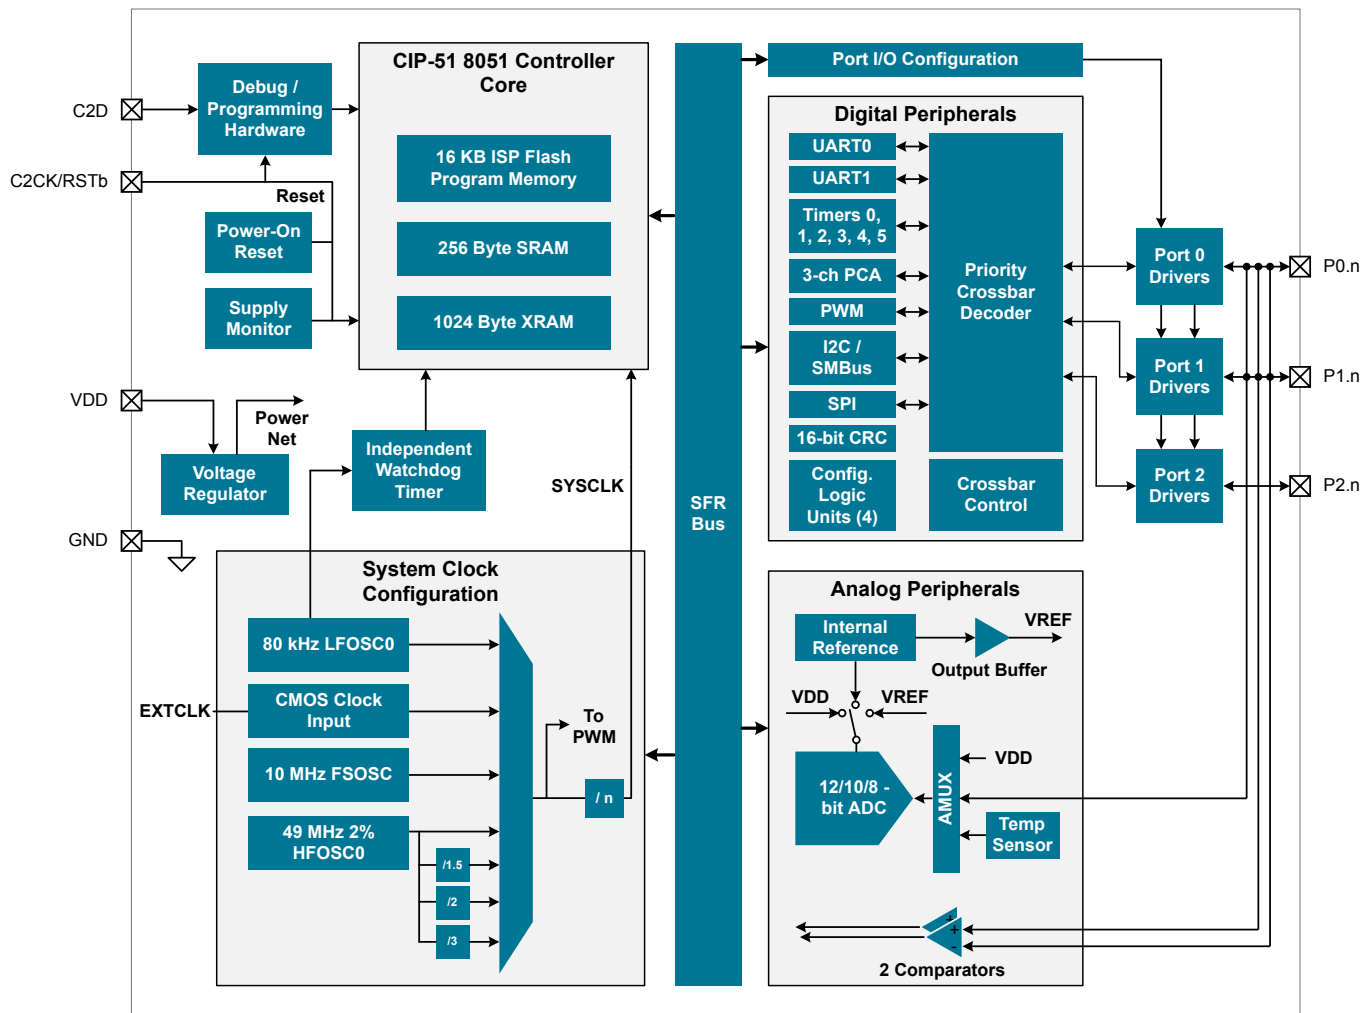 CIP-51 8051 Controller
Core
16 KB ISP Flash
Program Memory
256 Byte SRAM
1024 Byte XRAM
C2D
Debug /
Programming
Hardware
C2CK/RSTb
Reset
Power-On
Reset
Supply
Monitor
VDD
Power
Net
Voltage
Regulator
GND
Independent
Watchdog
Timer
SYSCLK
System Clock
Configuration
80 kHz LFOSC0
EXTCLK
CMOS Clock
Input
10 MHz FSOSC
49 MHz 2%
HFOSC0
/1.5
/2
/3
To
PWM
/ n
SFR
Bus
Port I/O Configuration
Digital Peripherals
UART0
UART1
Timers 0,
1, 2, 3, 4, 5
3-ch PCA
PWM
I2C /
SMBus
SPI
16-bit CRC
Config.
Logic
Units (4)
Priority
Crossbar
Decoder
Crossbar
Control
Port 0
Drivers
P0.n
Port 1
Drivers
P1.n
Port 2
Drivers
P2.n
Analog Peripherals
Internal
Reference
VREF
Output Buffer
VDD
VREF
12/10/8 -
bit ADC
AMUX
VDD
Temp
Sensor
+
+
-
2 Comparators